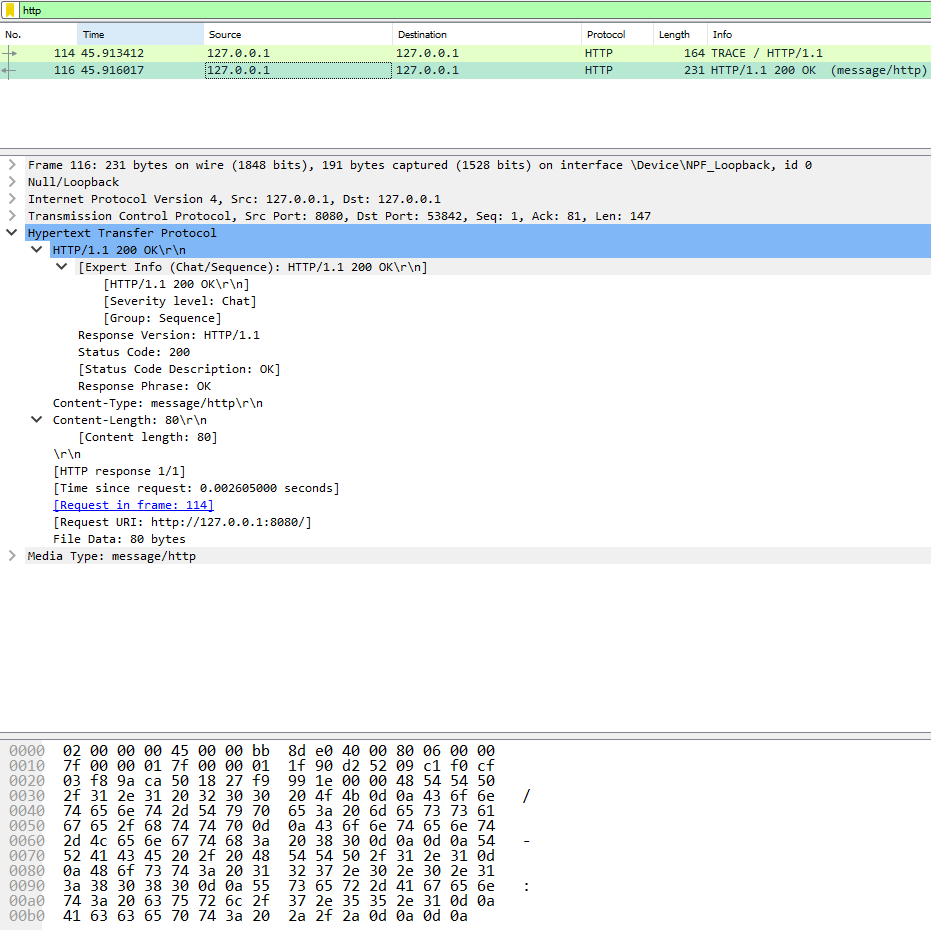 http
No. Time Source Destination Protocol Length Info
114 45.913412 127.0.0.1 127.0.0.1 HTTP 164 TRACE / HTTP/1.1
116 45.916017 127.0.0.1 127.0.0.1 HTTP 231 HTTP/1.1 200 OK (message/http)
Frame 116: 231 bytes on wire (1848 bits), 191 bytes captured (1528 bits) on interface \Device\NPF_Loopback, id 0
Null/Loopback
Internet Protocol Version 4, Src: 127.0.0.1, Dst: 127.0.0.1
Transmission Control Protocol, Src Port: 8080, Dst Port: 53842, Seq: 1, Ack: 81, Len: 147
Hypertext Transfer Protocol
HTTP/1.1 200 OK\r\n
[Expert Info (Chat/Sequence): HTTP/1.1 200 OK\r\n]
[HTTP/1.1 200 OK\r\n]
[Severity level: Chat]
[Group: Sequence]
Response Version: HTTP/1.1
Status Code: 200
[Status Code Description: OK]
Response Phrase: OK
Content-Type: message/http\r\n
Content-Length: 80\r\n
[Content length: 80]
\r\n
[HTTP response 1/1]
[Time since request: 0.002605000 seconds]
[Request in frame: 114]
[Request URI: http://127.0.0.1:8080/]
File Data: 80 bytes
Media Type: message/http
0000 02 00 00 00 45 00 00 bb 8d e0 40 00 80 06 00 00
0010 7f 00 00 01 7f 00 00 01 1f 90 d2 52 09 c1 f0 cf
0020 03 f8 9a ca 50 18 27 f9 99 1e 00 00 48 54 54 50
0030 2f 31 2e 31 20 32 30 30 20 4f 4b 0d 0a 43 6f 6e /
0040 74 65 6e 74 2d 54 79 70 65 3a 20 6d 65 73 73 61
0050 67 65 2f 68 74 74 70 0d 0a 43 6f 6e 74 65 6e 74
0060 2d 4c 65 6e 67 74 68 3a 20 38 30 0d 0a 0d 0a 54 -
0070 52 41 43 45 20 2f 20 48 54 54 50 2f 31 2e 31 0d
0080 0a 48 6f 73 74 3a 20 31 32 37 2e 30 2e 30 2e 31
0090 3a 38 30 38 30 0d 0a 55 73 65 72 2d 41 67 65 6e :
00a0 74 3a 20 63 75 72 6c 2f 37 2e 35 35 2e 31 0d 0a
00b0 41 63 63 65 70 74 3a 20 2a 2f 2a 0d 0a 0d 0a